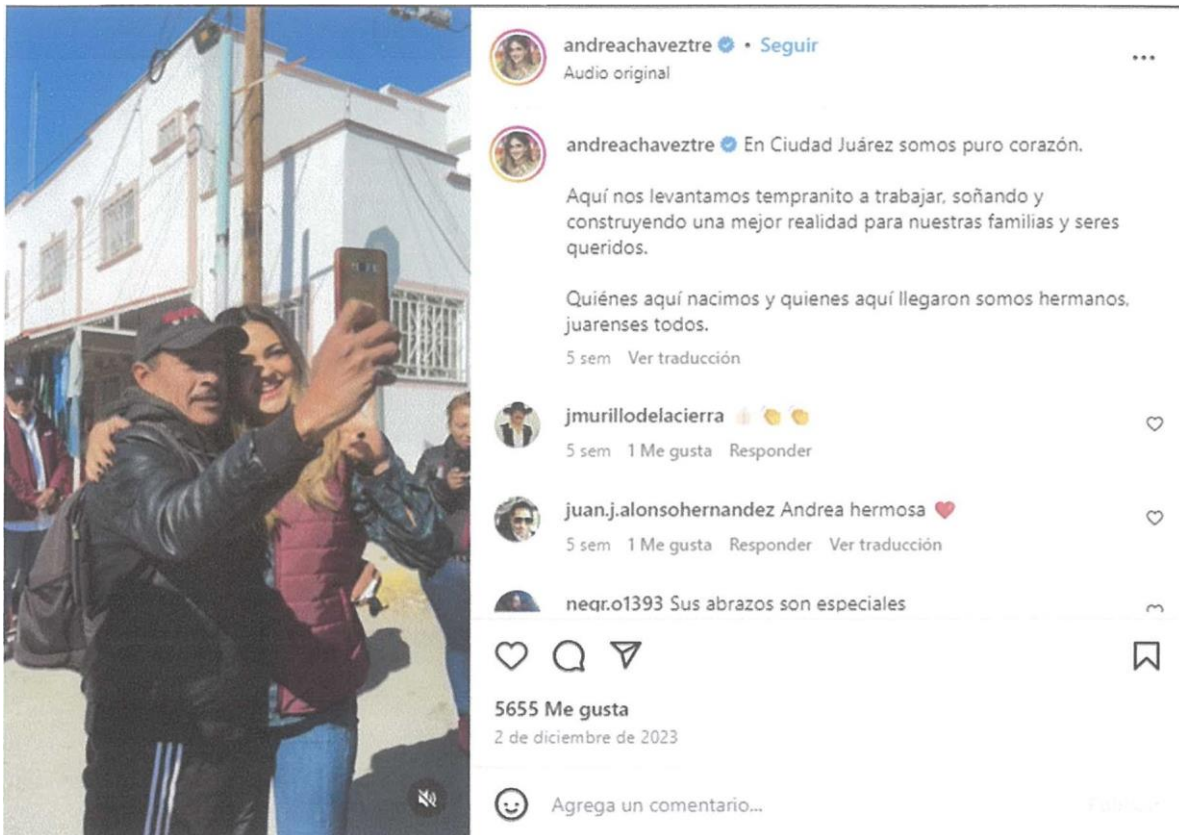 andreachaveztre • Seguir
Audio original
andreachaveztre En Ciudad Juárez somos puro corazón.
Aquí nos levantamos tempranito a trabajar, soñando y
construyendo una mejor realidad para nuestras familias y seres
queridos.
Quiénes aquí nacimos y quienes aquí llegaron somos hermanos,
juarenses todos.
5 sem Ver traducción
jmurillodelacierra
5 sem 1 Me gusta Responder
juan.j.alonsohernandez Andrea hermosa
5 sem 1 Me gusta Responder Ver traducción
negr.o1393 Sus abrazos son especiales
5655 Me gusta
2 de diciembre de 2023
Agrega un comentario...